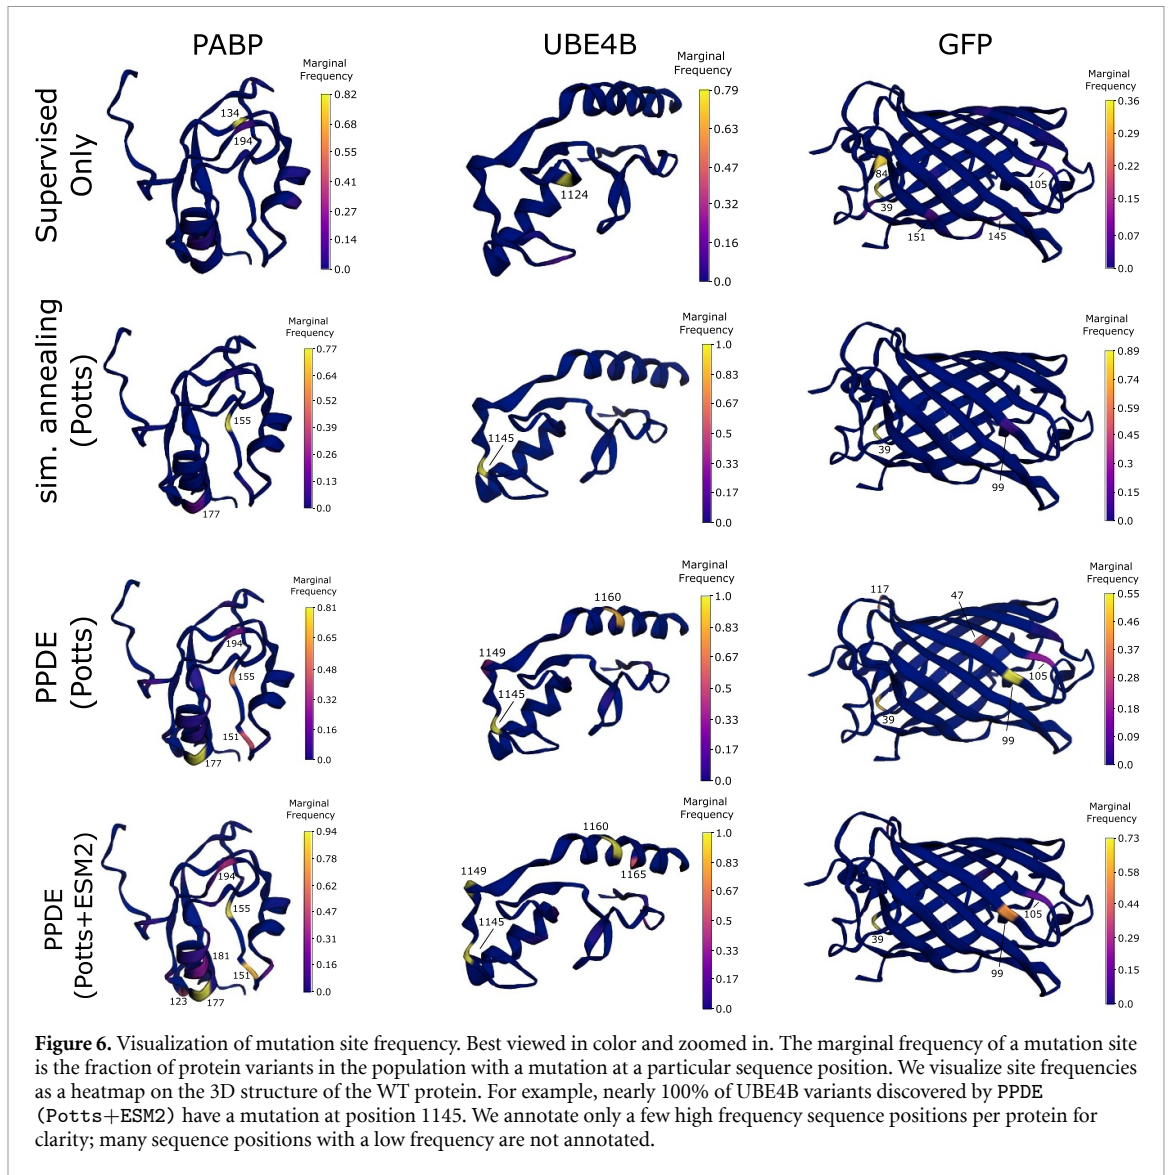 PABP
UBE4B
GFP
Supervised
Only
Marginal
Frequency
0.82
0.68
0.55
0.41
0.27
0.14
0.0
134
194
Marginal
Frequency
0.79
0.63
0.47
0.32
0.16
0.0
1124
Marginal
Frequency
0.36
0.29
0.22
0.15
0.07
0.0
84
39
151
145
105
sim. annealing
(Potts)
Marginal
Frequency
0.77
0.64
0.52
0.39
0.26
0.13
0.0
155
177
Marginal
Frequency
1.0
0.83
0.67
0.5
0.33
0.17
0.0
1145
Marginal
Frequency
0.89
0.74
0.59
0.45
0.3
0.15
0.0
39
99
PPDE
(Potts)
Marginal
Frequency
0.81
0.65
0.48
0.32
0.16
0.0
194
155
151
177
Marginal
Frequency
1.0
0.83
0.67
0.5
0.33
0.17
0.0
1160
1149
1145
Marginal
Frequency
0.55
0.46
0.37
0.28
0.18
0.09
0.0
117
47
105
39
99
PPDE
(Potts+ESM2)
Marginal
Frequency
0.94
0.78
0.62
0.47
0.31
0.16
0.0
194
155
181
151
123
177
Marginal
Frequency
1.0
0.83
0.67
0.5
0.33
0.17
0.0
1160
1165
1149
1145
Marginal
Frequency
0.73
0.58
0.44
0.29
0.15
0.0
105
39
99
Figure 6. Visualization of mutation site frequency. Best viewed in color and zoomed in. The marginal frequency of a mutation site
is the fraction of protein variants in the population with a mutation at a particular sequence position. We visualize site frequencies
as a heatmap on the 3D structure of the WT protein. For example, nearly 100% of UBE4B variants discovered by PPDE
(Potts+ESM2) have a mutation at position 1145. We annotate only a few high frequency sequence positions per protein for
clarity; many sequence positions with a low frequency are not annotated.